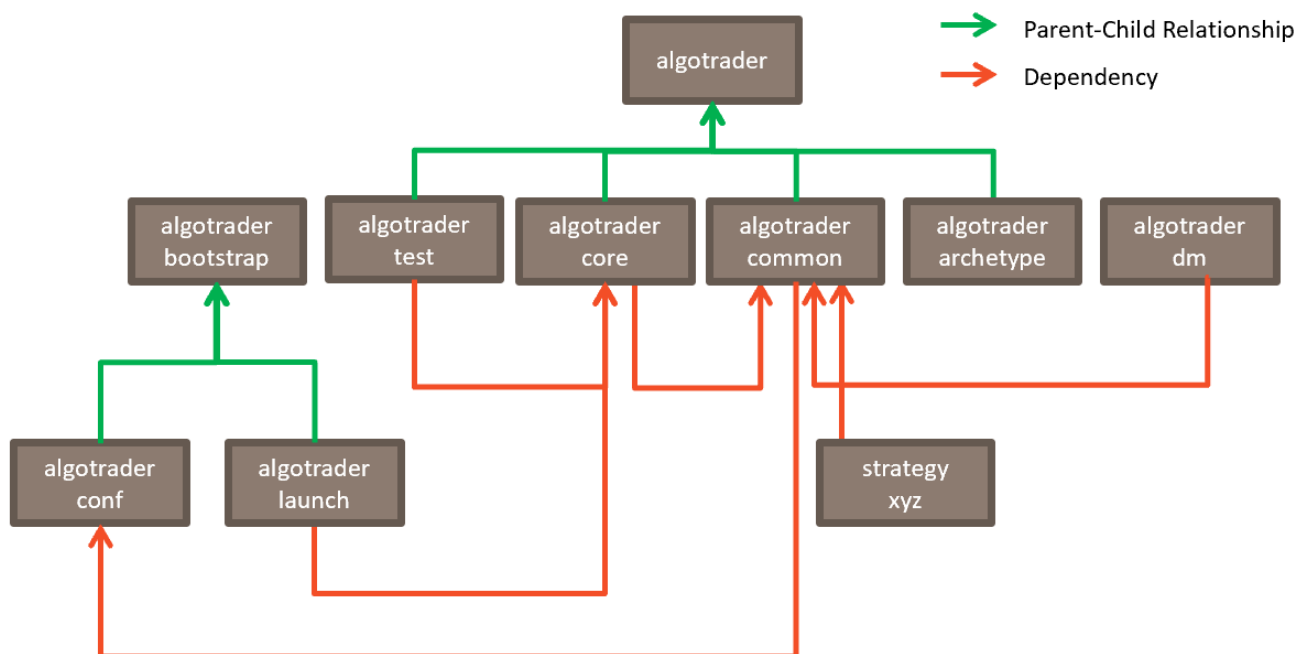 algotrader
Parent-Child Relationship
Dependency
algotrader
bootstrap
algotrader
test
algotrader
core
algotrader
common
algotrader
archetype
algotrader
dm
algotrader
conf
algotrader
launch
strategy
xyz